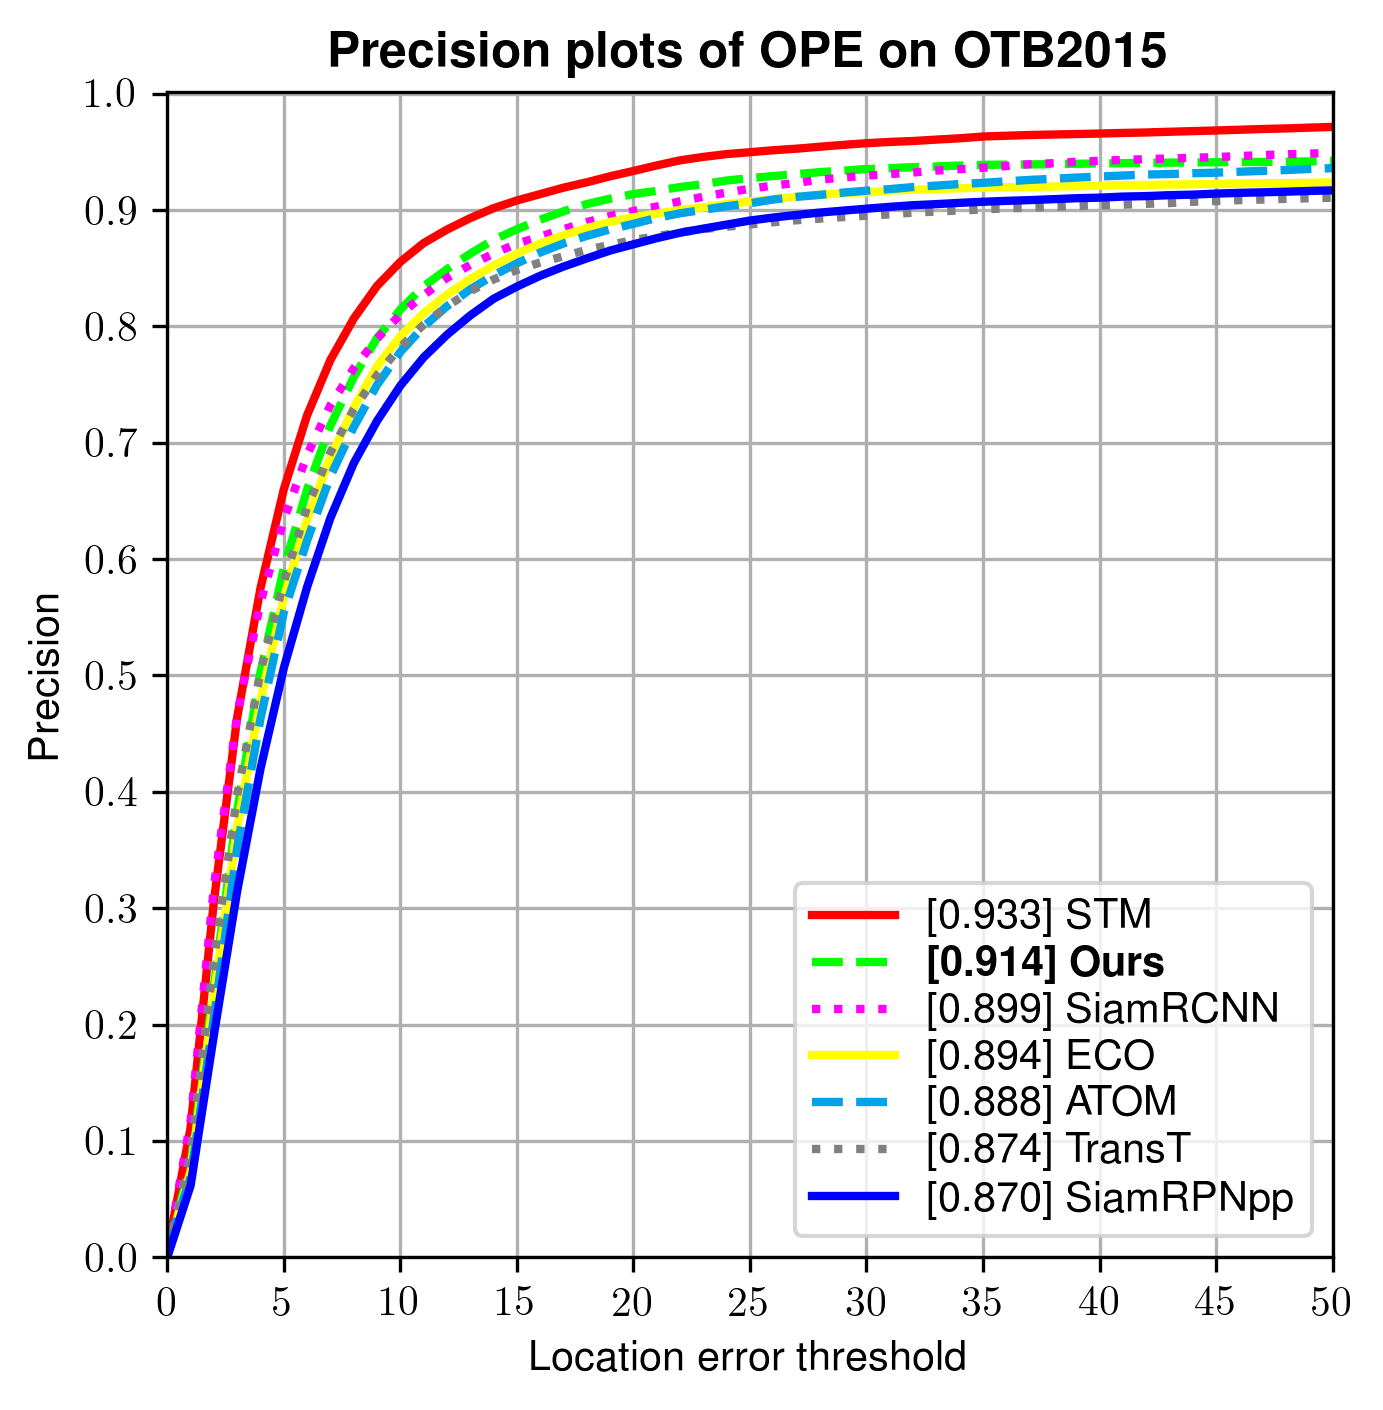 Precision plots of OPE on OTB2015
1.0
0.9
0.8
0.7
0.6
0.5
0.4
0.3
0.2
0.1
0.0
Precision
[0.933] STM
[0.914] Ours
[0.899] SiamRCNN
[0.894] ECO
[0.888] ATOM
[0.874] TransT
[0.870] SiamRPNpp
0 5 10 15 20 25 30 35 40 45 50
Location error threshold